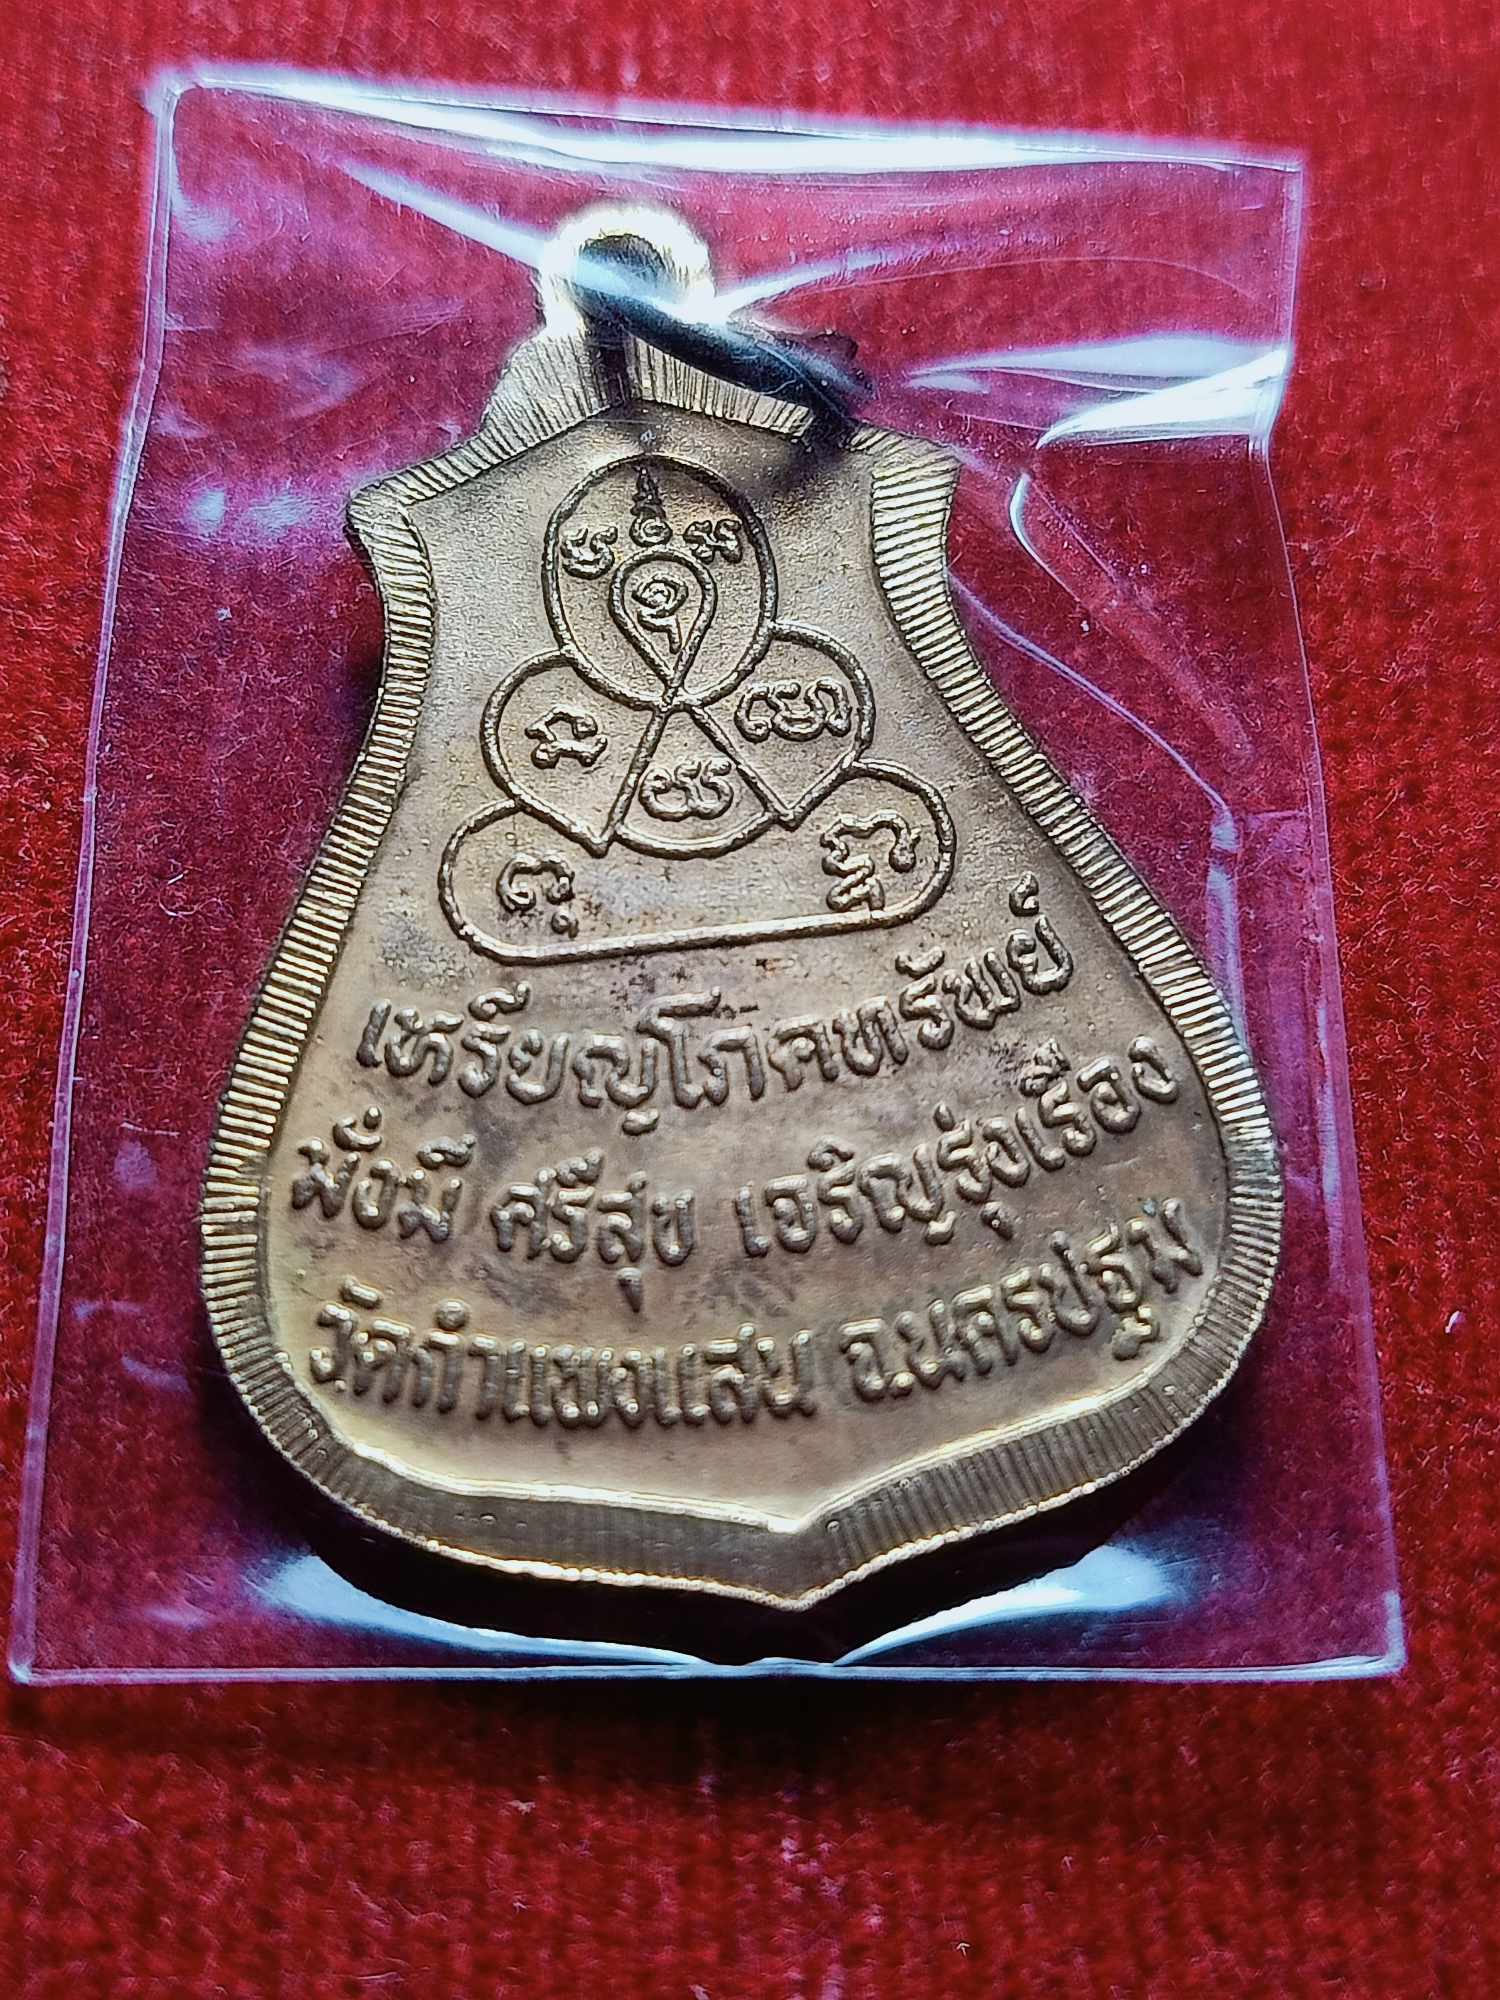 เหรียญโภคทรัพย์
มั่งมี ศรีสุข เจริญรุ่งเรือง
วัดกำแพงแสน จ.นครปฐม